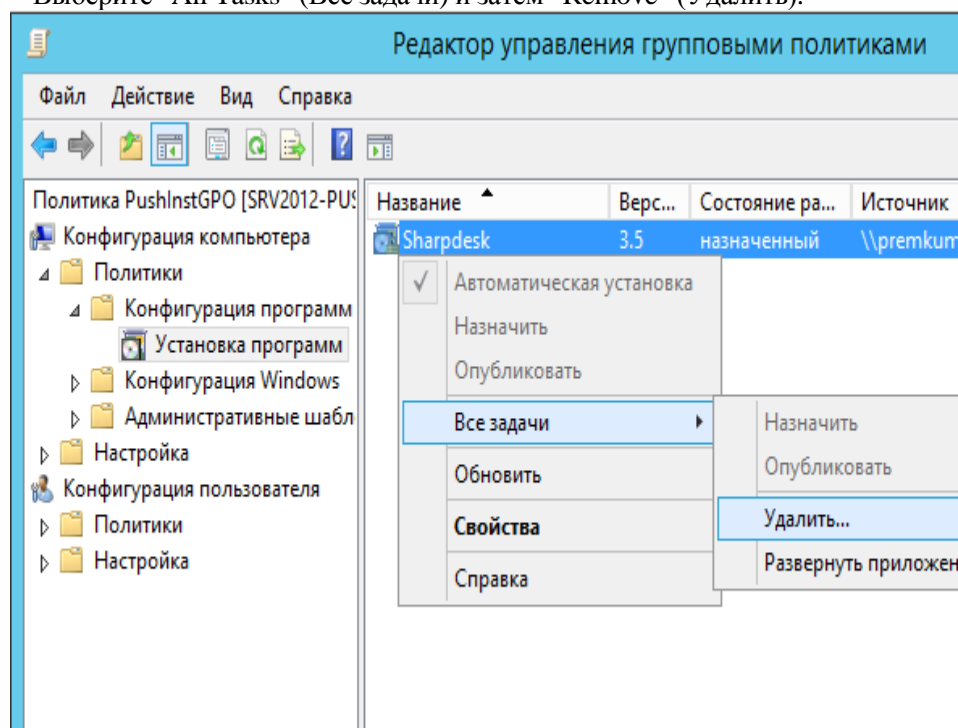 Выберите "All Tasks" (Все задачи) и затем "Remove" (Удалить).
Редактор управления групповыми политиками
Файл Действие Вид Справка
Политика PushInstGPO [SRV2012-PUS
Конфигурация компьютера
Политики
Конфигурация программ
Установка программ
Конфигурация Windows
Административные шабл
Настройка
Конфигурация пользователя
Политики
Настройка
Название Верс... Состояние ра... Источник
Sharpdesk 3.5 назначенный \\premkum
Автоматическая установка
Назначить
Опубликовать
Все задачи
Обновить
Свойства
Справка
Назначить
Опубликовать
Удалить...
Развернуть приложен